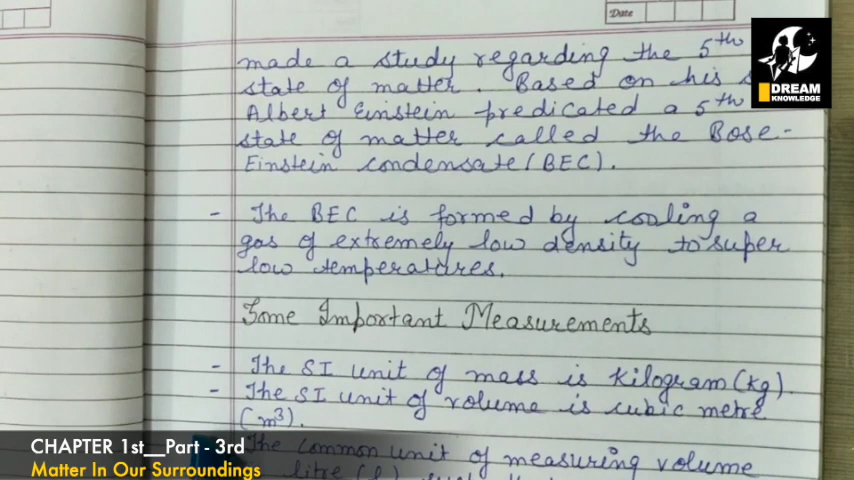 Date
made a study regarding the 5th
state of matter. Based on his
Albert Einstein predicated a 5th
state of matter called the Bose-
Einstein condensate (BEC).
- The BEC is formed by cooling a
gas of extremely low density to super
low temperatures.
Some Important Measurements
- The SI unit of mass is Kilogram (kg).
- The SI unit of volume is cubic metre
(m³).
The common unit of measuring volume
litre (l)
DREAM
KNOWLEDGE
CHAPTER 1st__Part - 3rd
Matter In Our Surroundings